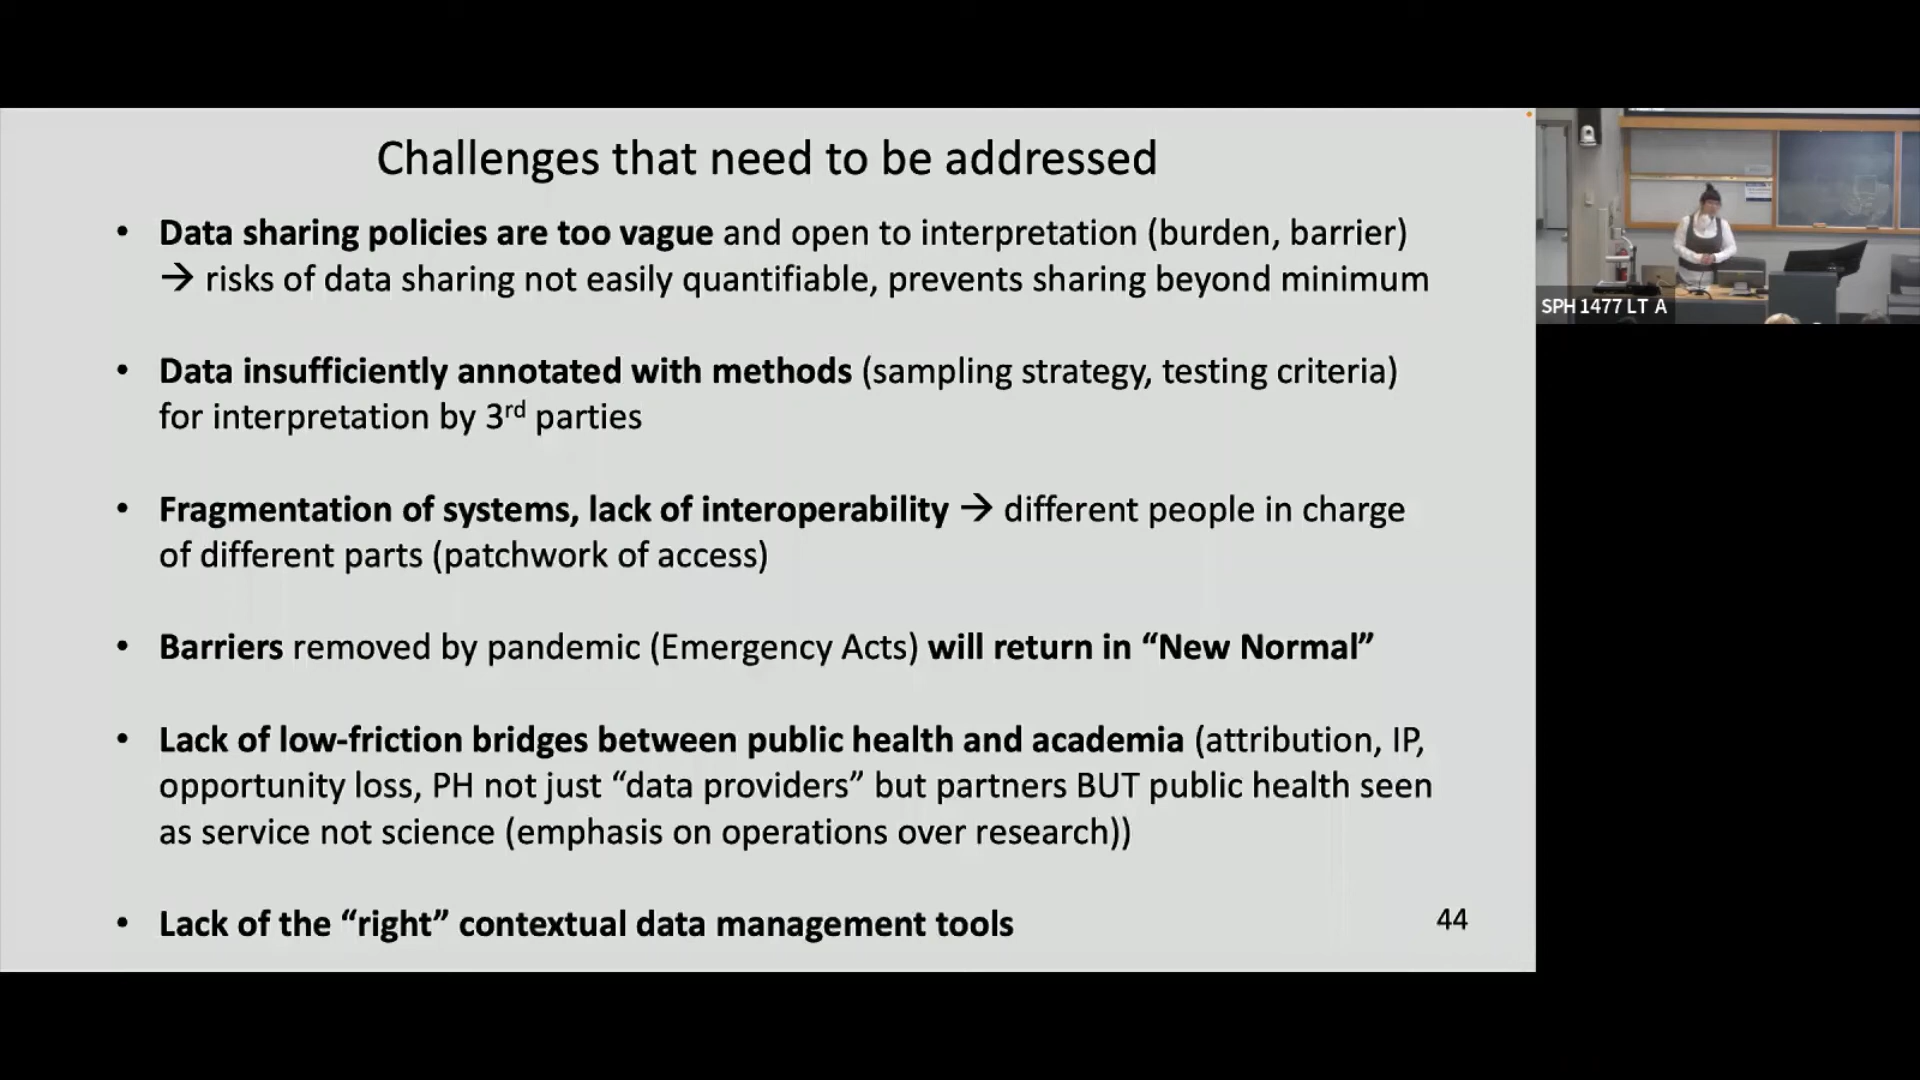 Challenges that need to be addressed
• Data sharing policies are too vague and open to interpretation (burden, barrier)
→ risks of data sharing not easily quantifiable, prevents sharing beyond minimum
• Data insufficiently annotated with methods (sampling strategy, testing criteria)
for interpretation by 3rd parties
• Fragmentation of systems, lack of interoperability → different people in charge
of different parts (patchwork of access)
• Barriers removed by pandemic (Emergency Acts) will return in “New Normal”
• Lack of low-friction bridges between public health and academia (attribution, IP,
opportunity loss, PH not just “data providers” but partners BUT public health seen
as service not science (emphasis on operations over research))
• Lack of the “right” contextual data management tools
44
SPH 1477 LT A